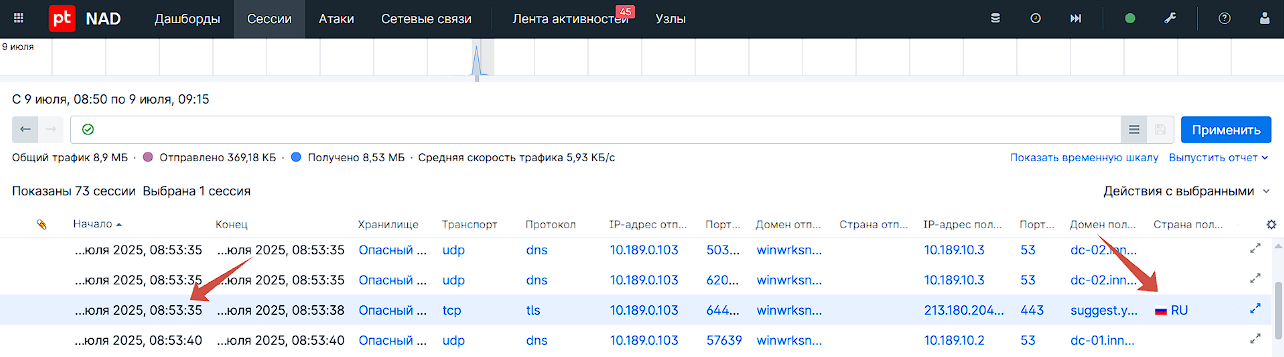 pt NAD Дашборды Сессии Атаки Сетевые связи Лента активностей 45 Узлы
9 июля
С 9 июля, 08:50 по 9 июля, 09:15
Применить
Общий трафик 8,9 МБ · Отправлено 369,18 КБ · Получено 8,53 МБ · Средняя скорость трафика 5,93 КБ/с Показать временную шкалу Выпустить отчет
Показаны 73 сессии Выбрана 1 сессия Действия с выбранными
Начало Конец Хранилище Транспорт Протокол IP-адрес отп... Порт... Домен отп... Страна отп... IP-адрес пол... Порт... Домен пол... Страна пол...
...юля 2025, 08:53:35 ...юля 2025, 08:53:35 Опасный ... udp dns 10.189.0.103 503... winwrksn... 10.189.10.3 53 dc-02.inn...
...юля 2025, 08:53:35 ...юля 2025, 08:53:35 Опасный ... udp dns 10.189.0.103 620... winwrksn... 10.189.10.3 53 dc-02.inn...
...юля 2025, 08:53:35 ...юля 2025, 08:53:38 Опасный ... tcp tls 10.189.0.103 644... winwrksn... 213.180.204... 443 suggest.y... RU
...юля 2025, 08:53:40 ...юля 2025, 08:53:40 Опасный ... udp dns 10.189.0.103 57639 winwrksn... 10.189.10.2 53 dc-01.inn...